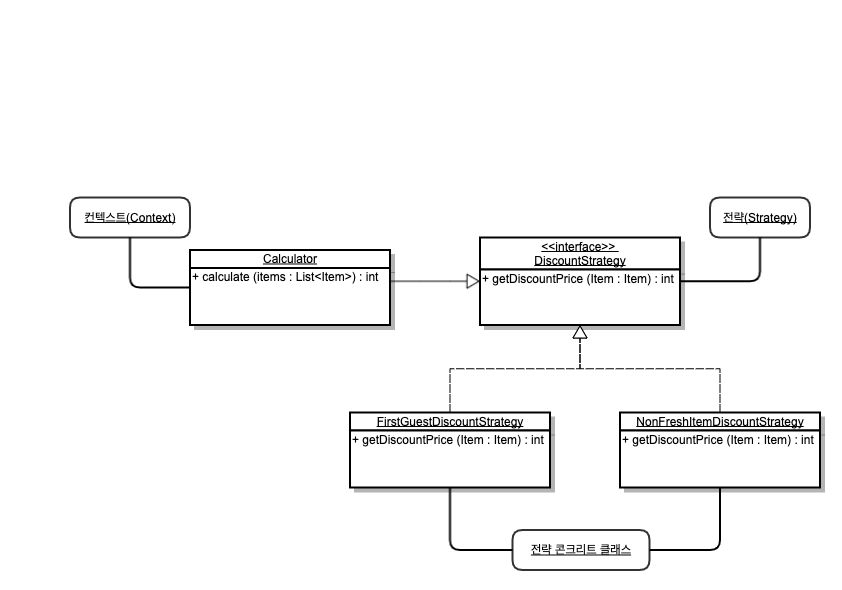 컨텍스트(Context)
전략(Strategy)
Calculator
+ calculate (items : List<Item>) : int
<<interface>>
DiscountStrategy
+ getDiscountPrice (Item : Item) : int
FirstGuestDiscountStrategy
+ getDiscountPrice (Item : Item) : int
NonFreshItemDiscountStrategy
+ getDiscountPrice (Item : Item) : int
전략 콘크리트 클래스